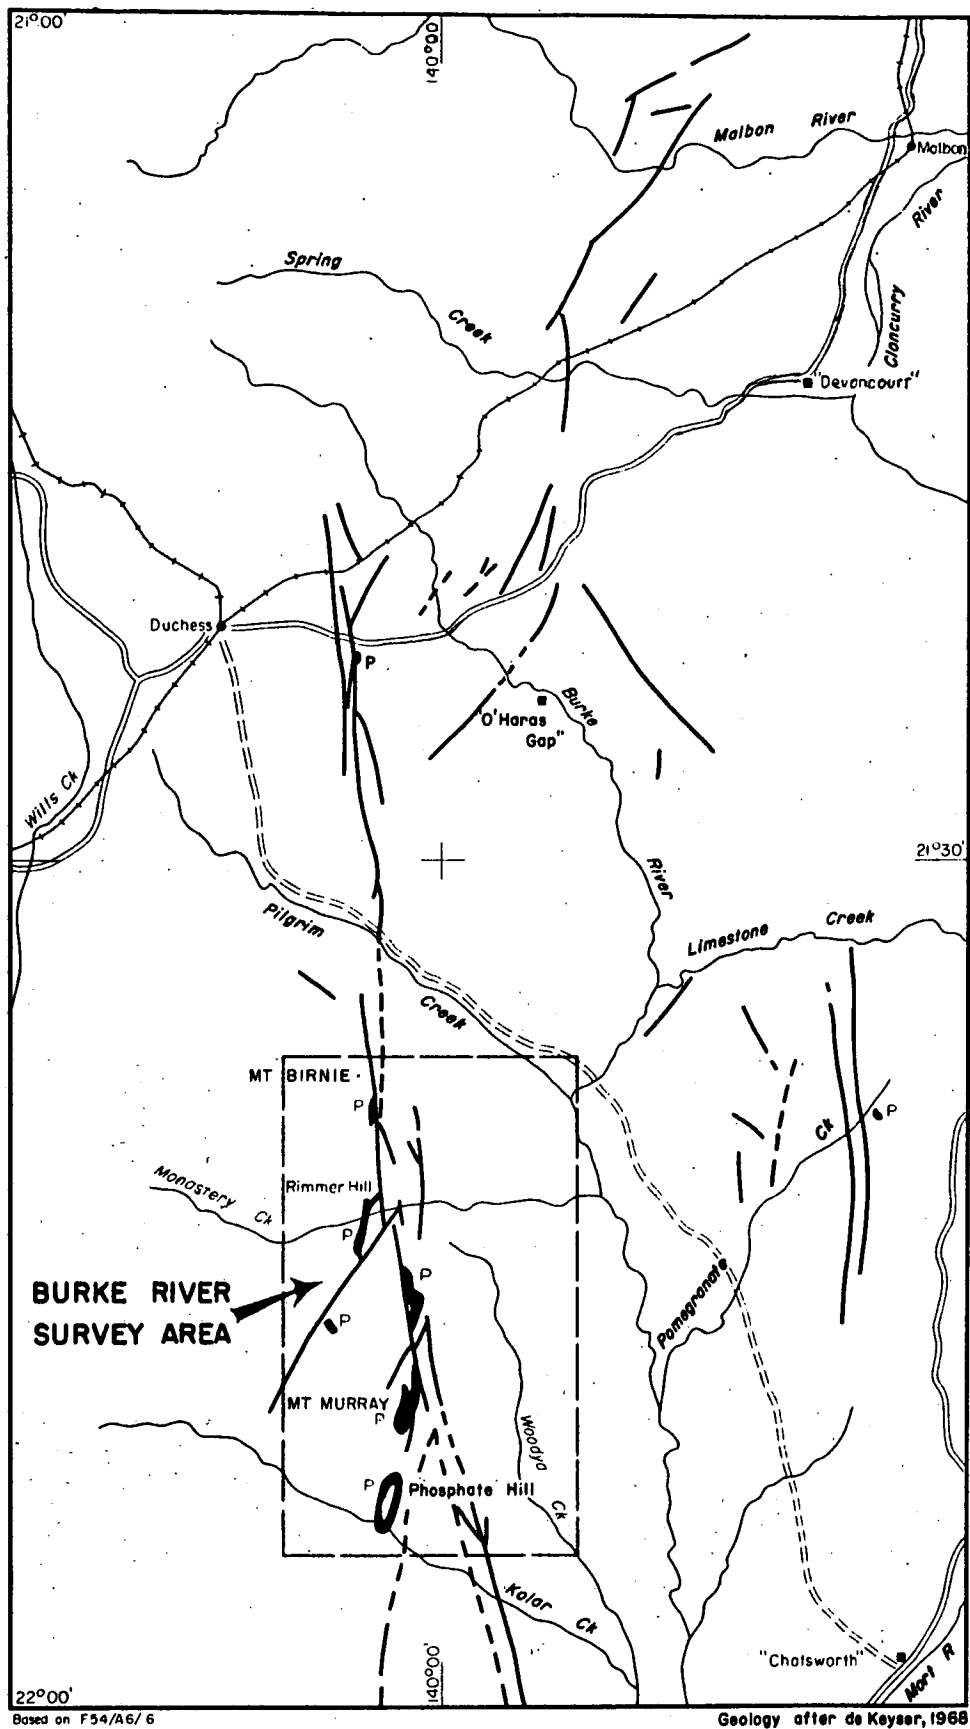 21°00'
140°00
Malbon River
Malbon
River
Spring
Creek
Cloncurry
"Devoncourt"
Duchess
P
Burke
"O'Haras
Gap"
Wills Ck
21°30'
River
Pilgrim
Limestone Creek
Creek
MT BIRNIE
P
P
Ck
Monastery
Ck
Rimmer Hill
P
P
BURKE RIVER
SURVEY AREA
P
Pomegranate
MT MURRAY
P
Woodya
P
Phosphate Hill
Ck
Kolar Ck
140°00'
"Chatsworth"
Mort R
22°00'
Based on F54/A6/6
Geology after de Keyser, 1968